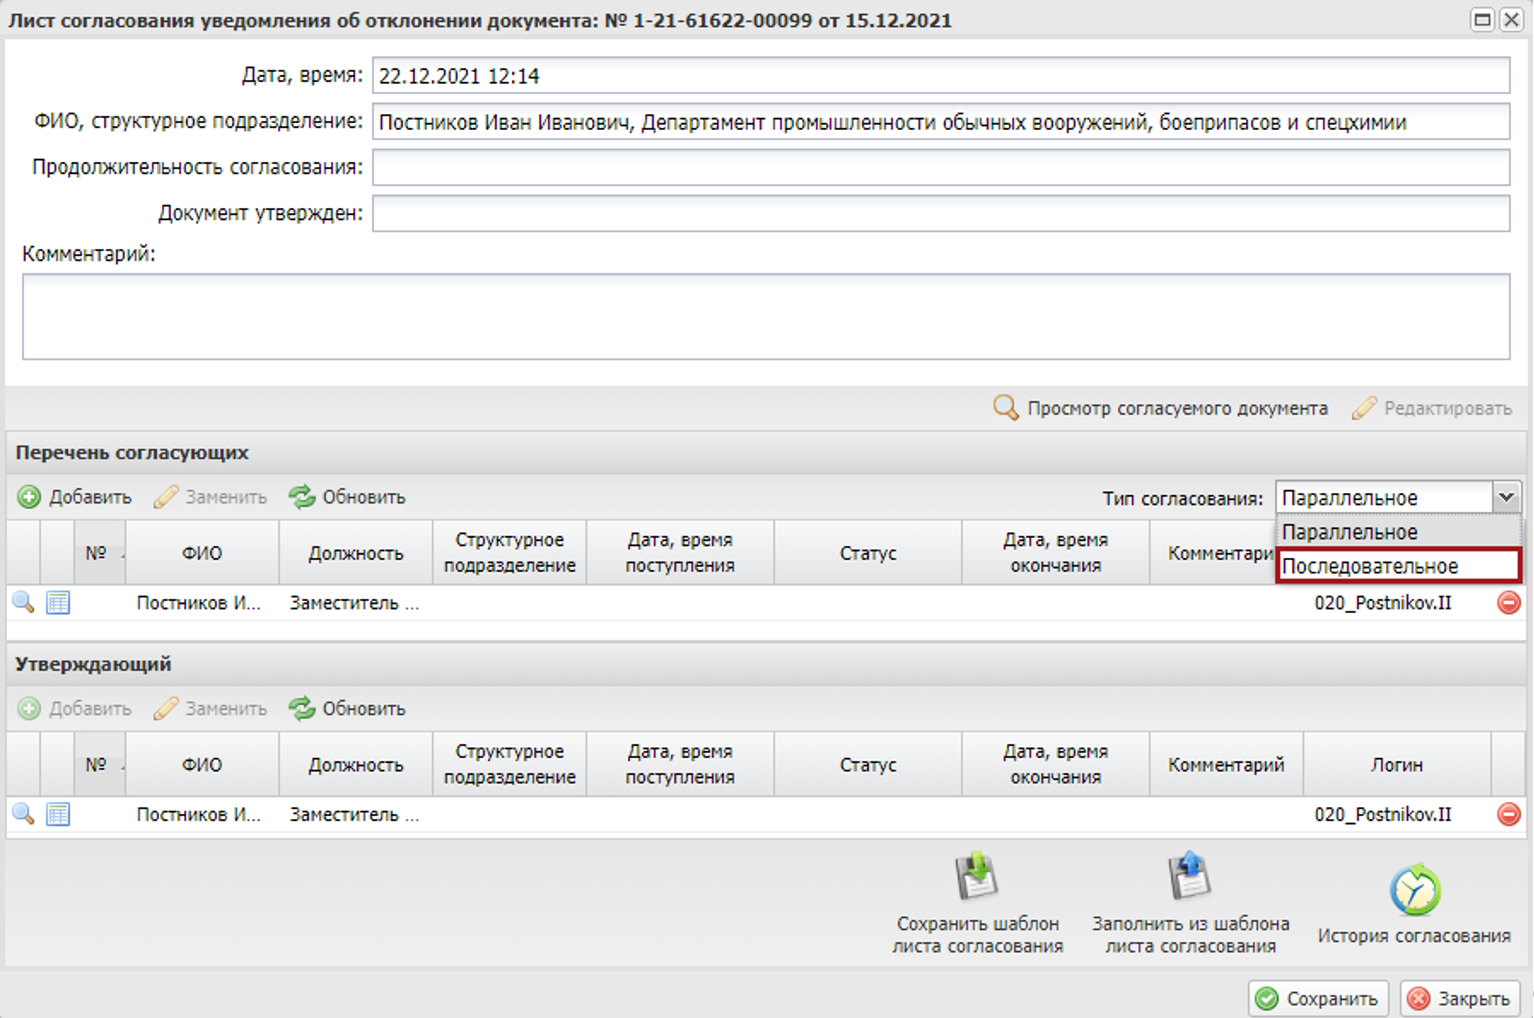 Лист согласования уведомления об отклонении документа: № 1-21-61622-00099 от 15.12.2021
Дата, время: 22.12.2021 12:14
ФИО, структурное подразделение: Постников Иван Иванович, Департамент промышленности обычных вооружений, боеприпасов и спецхимии
Продолжительность согласования:
Документ утвержден:
Комментарий:
Просмотр согласуемого документа Редактировать
Перечень согласующих
Добавить Заменить Обновить Тип согласования: Параллельное
Параллельное
Последовательное
№ ФИО Должность Структурное подразделение Дата, время поступления Статус Дата, время окончания Комментари
Постников И... Заместитель ... 020_Postnikov.II
Утверждающий
Добавить Заменить Обновить
№ ФИО Должность Структурное подразделение Дата, время поступления Статус Дата, время окончания Комментарий Логин
Постников И... Заместитель ... 020_Postnikov.II
Сохранить шаблон
листа согласования
Заполнить из шаблона
листа согласования
История согласования
Сохранить Закрыть